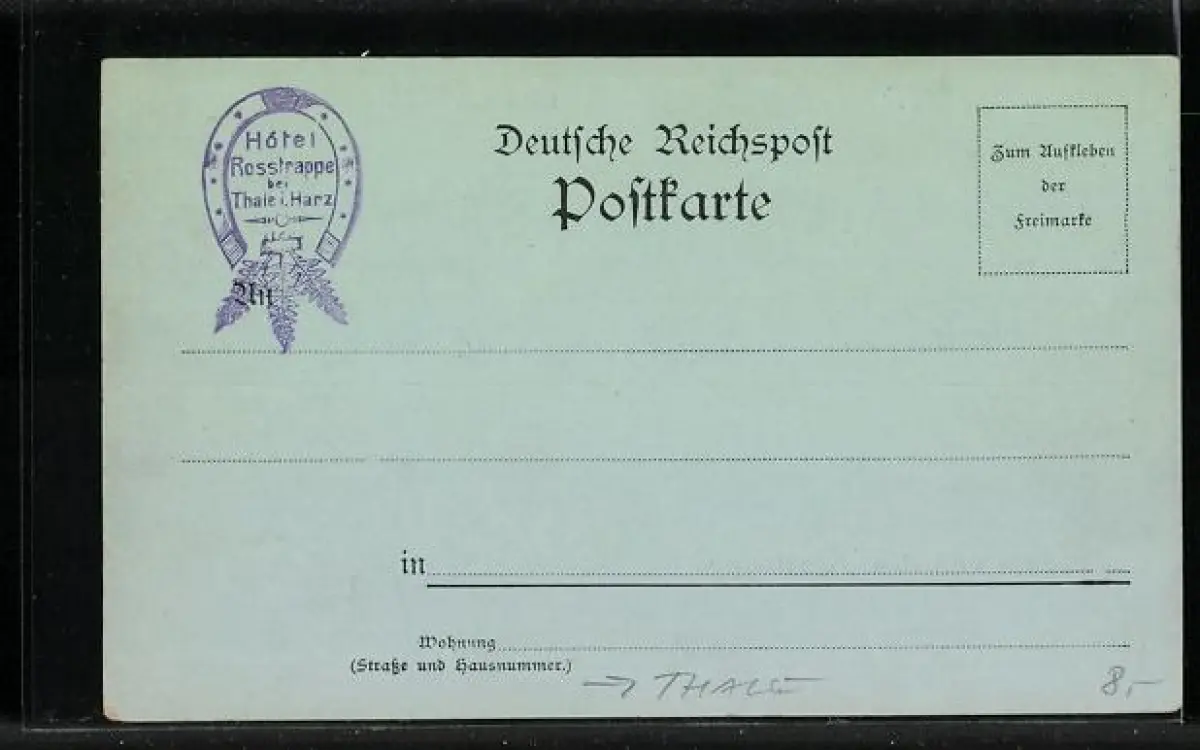 Hôtel
Rosstrappe
bei
Thale i. Harz
Deutsche Reichspost
Postkarte
Zum Aufkleben
der
Freimarke
An
in
Wohnung
(Straße und Hausnummer.)
→ THALE
8,-